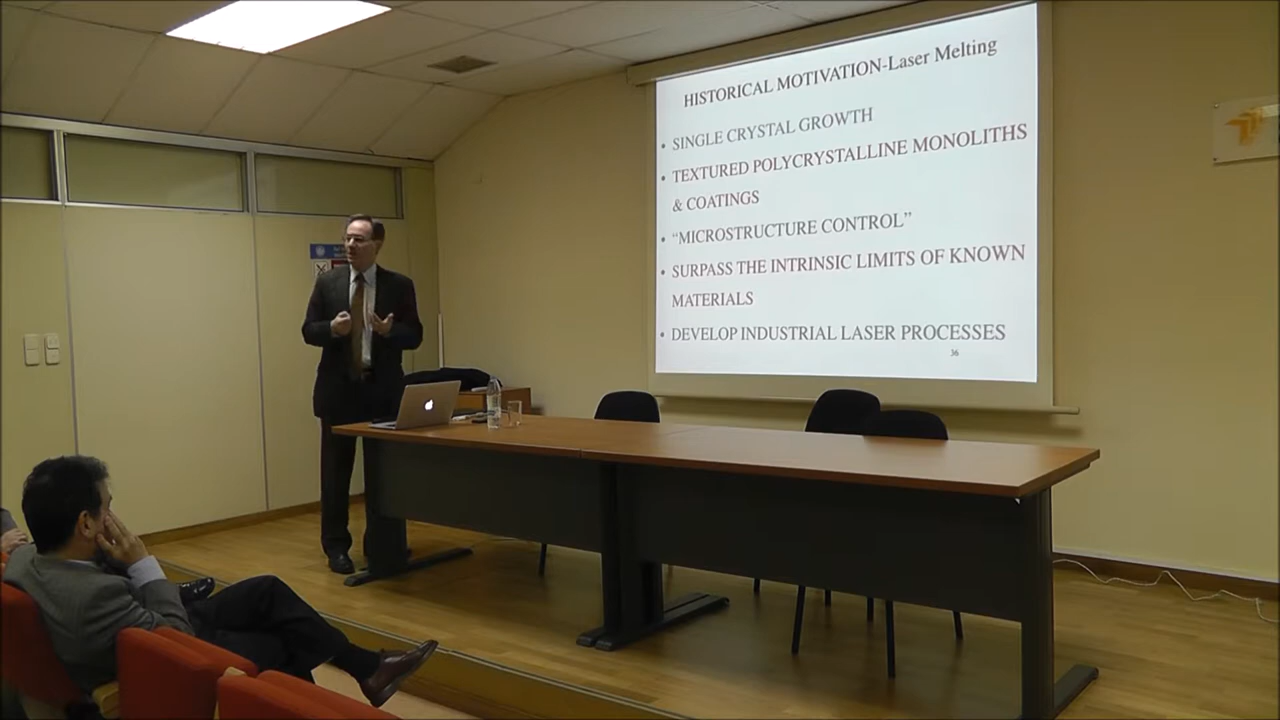 HISTORICAL MOTIVATION-Laser Melting
• SINGLE CRYSTAL GROWTH
• TEXTURED POLYCRYSTALLINE MONOLITHS
& COATINGS
• “MICROSTRUCTURE CONTROL”
• SURPASS THE INTRINSIC LIMITS OF KNOWN
MATERIALS
• DEVELOP INDUSTRIAL LASER PROCESSES
36